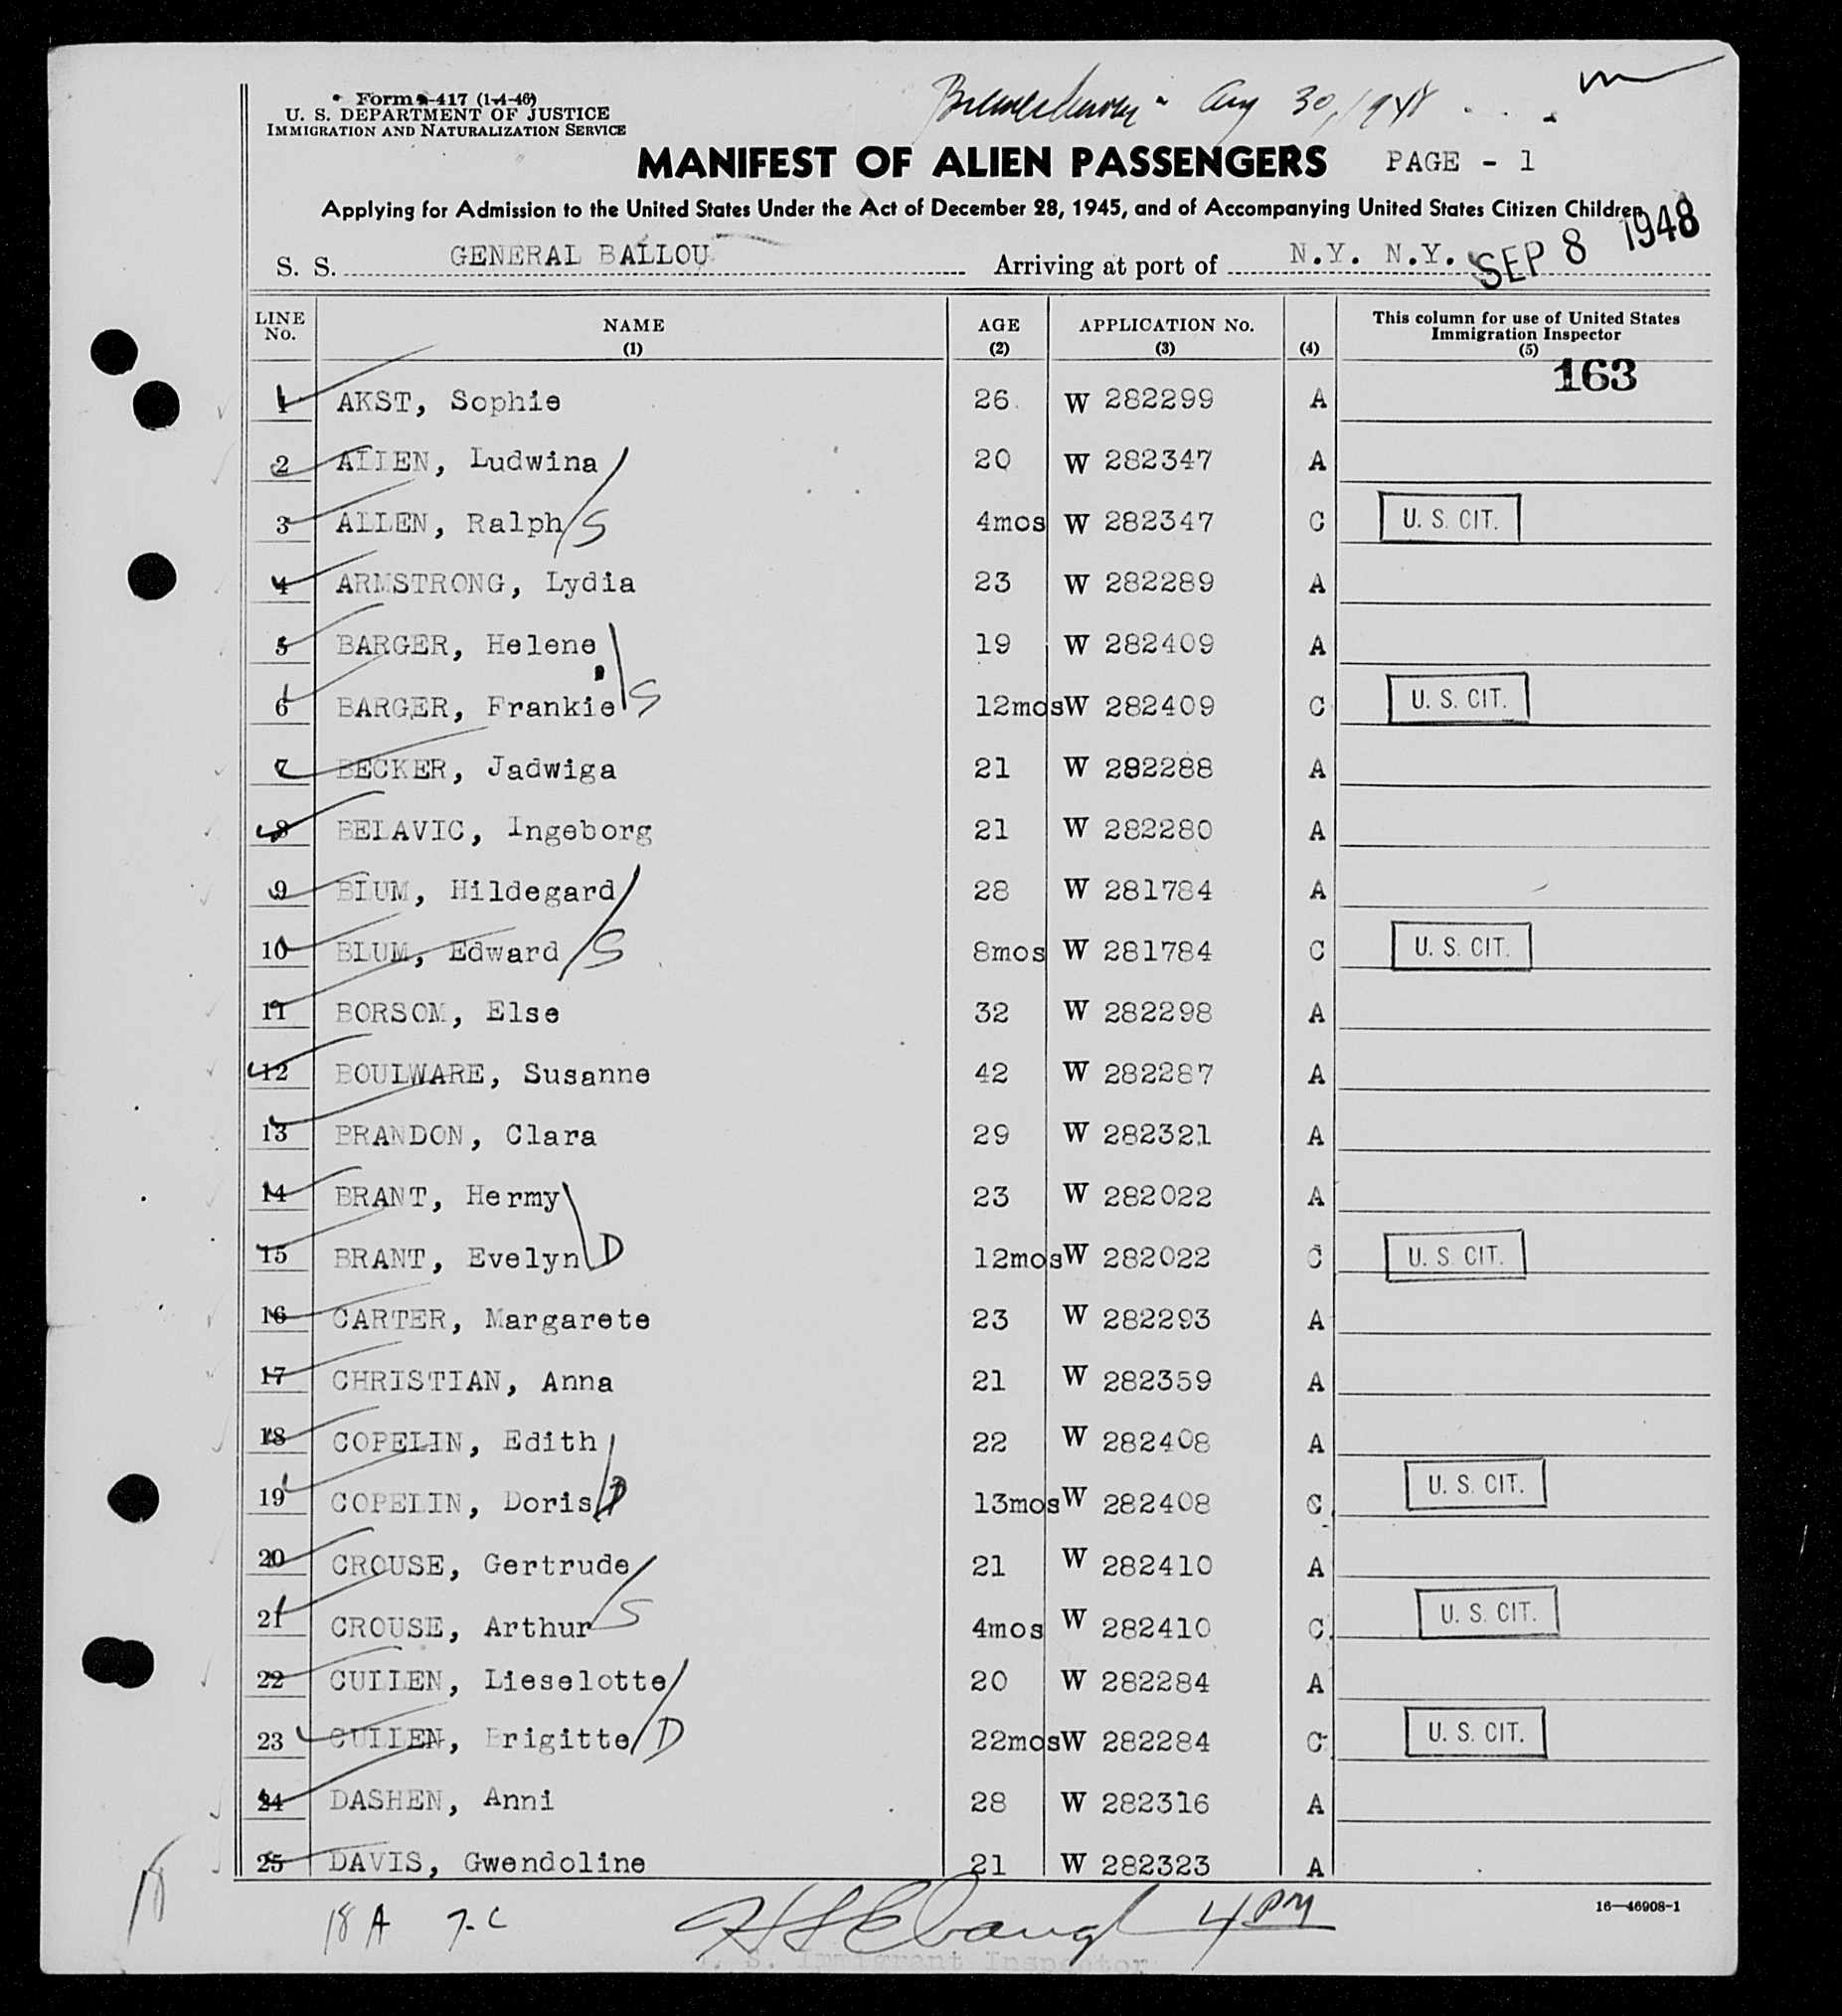 Form I-417 (1-4-46)
U. S. DEPARTMENT OF JUSTICE
IMMIGRATION AND NATURALIZATION SERVICE
Bremerhaven - Aug 30, 1948
MANIFEST OF ALIEN PASSENGERS PAGE - 1
Applying for Admission to the United States Under the Act of December 28, 1945, and of Accompanying United States Citizen Children
S. S. GENERAL BALLOU Arriving at port of N.Y. N.Y. SEP 8 1948
LINE No. NAME (1) AGE (2) APPLICATION No. (3) (4) This column for use of United States Immigration Inspector (5)
163
1 AKST, Sophie 26 W 282299 A
2 ALLEN, Ludwina 20 W 282347 A
3 ALLEN, Ralph S 4mos W 282347 C U. S. CIT.
4 ARMSTRONG, Lydia 23 W 282289 A
5 BARGER, Helene 19 W 282409 A
6 BARGER, Frankie S 12mos W 282409 C U. S. CIT.
7 BECKER, Jadwiga 21 W 282288 A
8 BELAVIC, Ingeborg 21 W 282280 A
9 BLUM, Hildegard 28 W 281784 A
10 BLUM, Edward S 8mos W 281784 C U. S. CIT.
11 BORSOM, Else 32 W 282298 A
12 BOULWARE, Susanne 42 W 282287 A
13 BRANDON, Clara 29 W 282321 A
14 BRANT, Hermy 23 W 282022 A
15 BRANT, Evelyn D 12mos W 282022 C U. S. CIT.
16 CARTER, Margarete 23 W 282293 A
17 CHRISTIAN, Anna 21 W 282359 A
18 COPELIN, Edith 22 W 282408 A
19 COPELIN, Doris D 13mos W 282408 C U. S. CIT.
20 CROUSE, Gertrude 21 W 282410 A
21 CROUSE, Arthur S 4mos W 282410 C U. S. CIT.
22 CULLEN, Lieselotte 20 W 282284 A
23 CULLEN, Brigitte D 22mos W 282284 C U. S. CIT.
24 DASHEN, Anni 28 W 282316 A
25 DAVIS, Gwendoline 21 W 282323 A
16—46908-1
18 A 7-C 4 PM
U. S. Immigrant Inspector